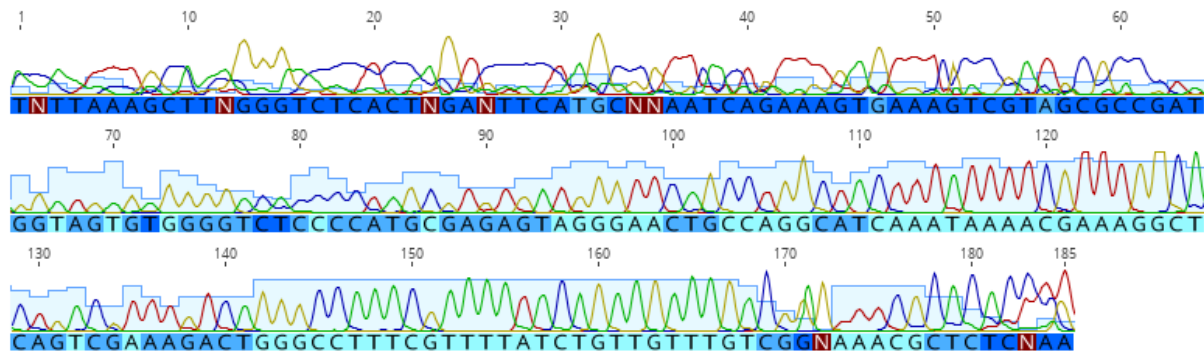 1 10 20 30 40 50 60
TNTTAAAGCTTNGGGTCTCACTNGANTTCATGCNNAATCAGAAAGTGAAAGTCGTAGCGCCGAT
70 80 90 100 110 120
GGTAGTGTGGGGTCTCCCCATGCGAGAGTAGGGAACTGCCAGGCATCAAATAAAACGAAAGGCT
130 140 150 160 170 180 185
CAGTCGAAAGACTGGGCCTTTCGTTTTATCTGTTGTTTGTCGGNAAACGCTCTCNAA